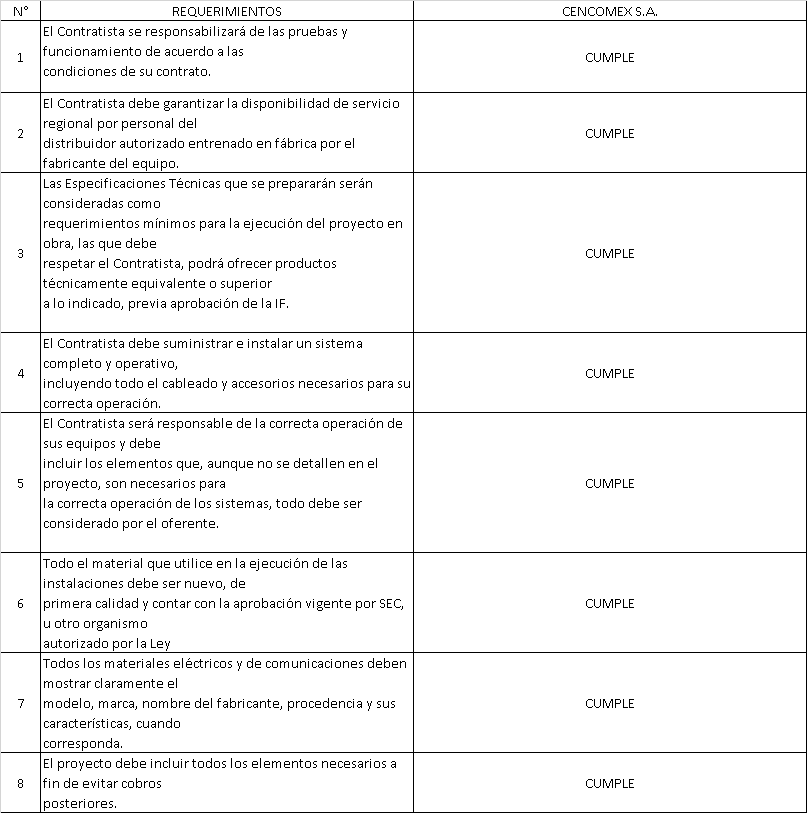 N° REQUERIMIENTOS CENCOMEX S.A.
1 El Contratista se responsabilizará de las pruebas y
funcionamiento de acuerdo a las
condiciones de su contrato.
CUMPLE
2 El Contratista debe garantizar la disponibilidad de servicio
regional por personal del
distribuidor autorizado entrenado en fábrica por el
fabricante del equipo.
CUMPLE
3 Las Especificaciones Técnicas que se prepararán serán
consideradas como
requerimientos mínimos para la ejecución del proyecto en
obra, las que debe
respetar el Contratista, podrá ofrecer productos
técnicamente equivalente o superior
a lo indicado, previa aprobación de la IF.
CUMPLE
4 El Contratista debe suministrar e instalar un sistema
completo y operativo,
incluyendo todo el cableado y accesorios necesarios para su
correcta operación.
CUMPLE
5 El Contratista será responsable de la correcta operación de
sus equipos y debe
incluir los elementos que, aunque no se detallen en el
proyecto, son necesarios para
la correcta operación de los sistemas, todo debe ser
considerado por el oferente.
CUMPLE
6 Todo el material que utilice en la ejecución de las
instalaciones debe ser nuevo, de
primera calidad y contar con la aprobación vigente por SEC,
u otro organismo
autorizado por la Ley
CUMPLE
7 Todos los materiales eléctricos y de comunicaciones deben
mostrar claramente el
modelo, marca, nombre del fabricante, procedencia y sus
características, cuando
corresponda.
CUMPLE
8 El proyecto debe incluir todos los elementos necesarios a
fin de evitar cobros
posteriores.
CUMPLE